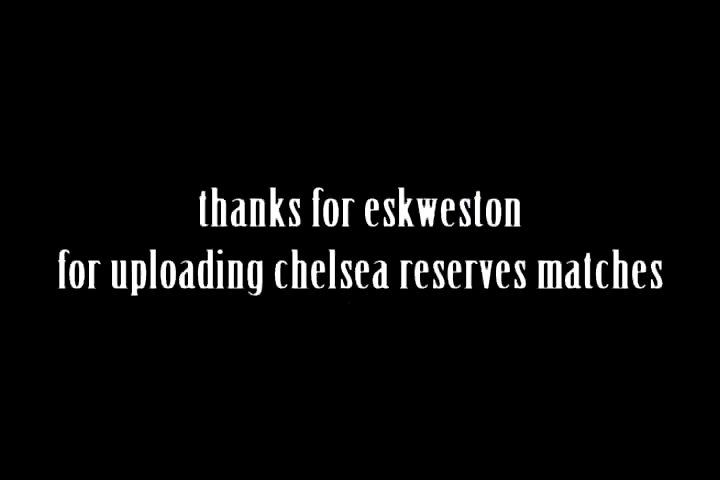 thanks for eskweston
for uploading chelsea reserves matches